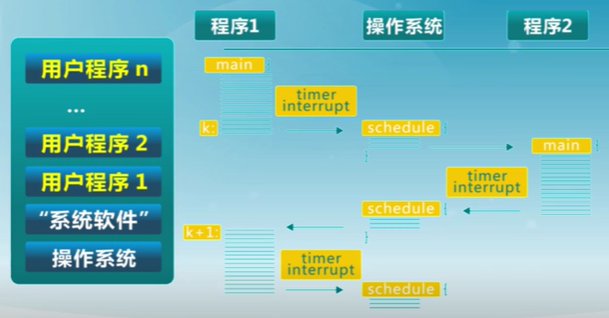 程序1
操作系统
程序2
用户程序 n
...
用户程序 2
用户程序 1
“系统软件”
操作系统
main {
timer
interrupt
k:
schedule {
}
main {
timer
interrupt
schedule {
}
k+1:
timer
interrupt
schedule {